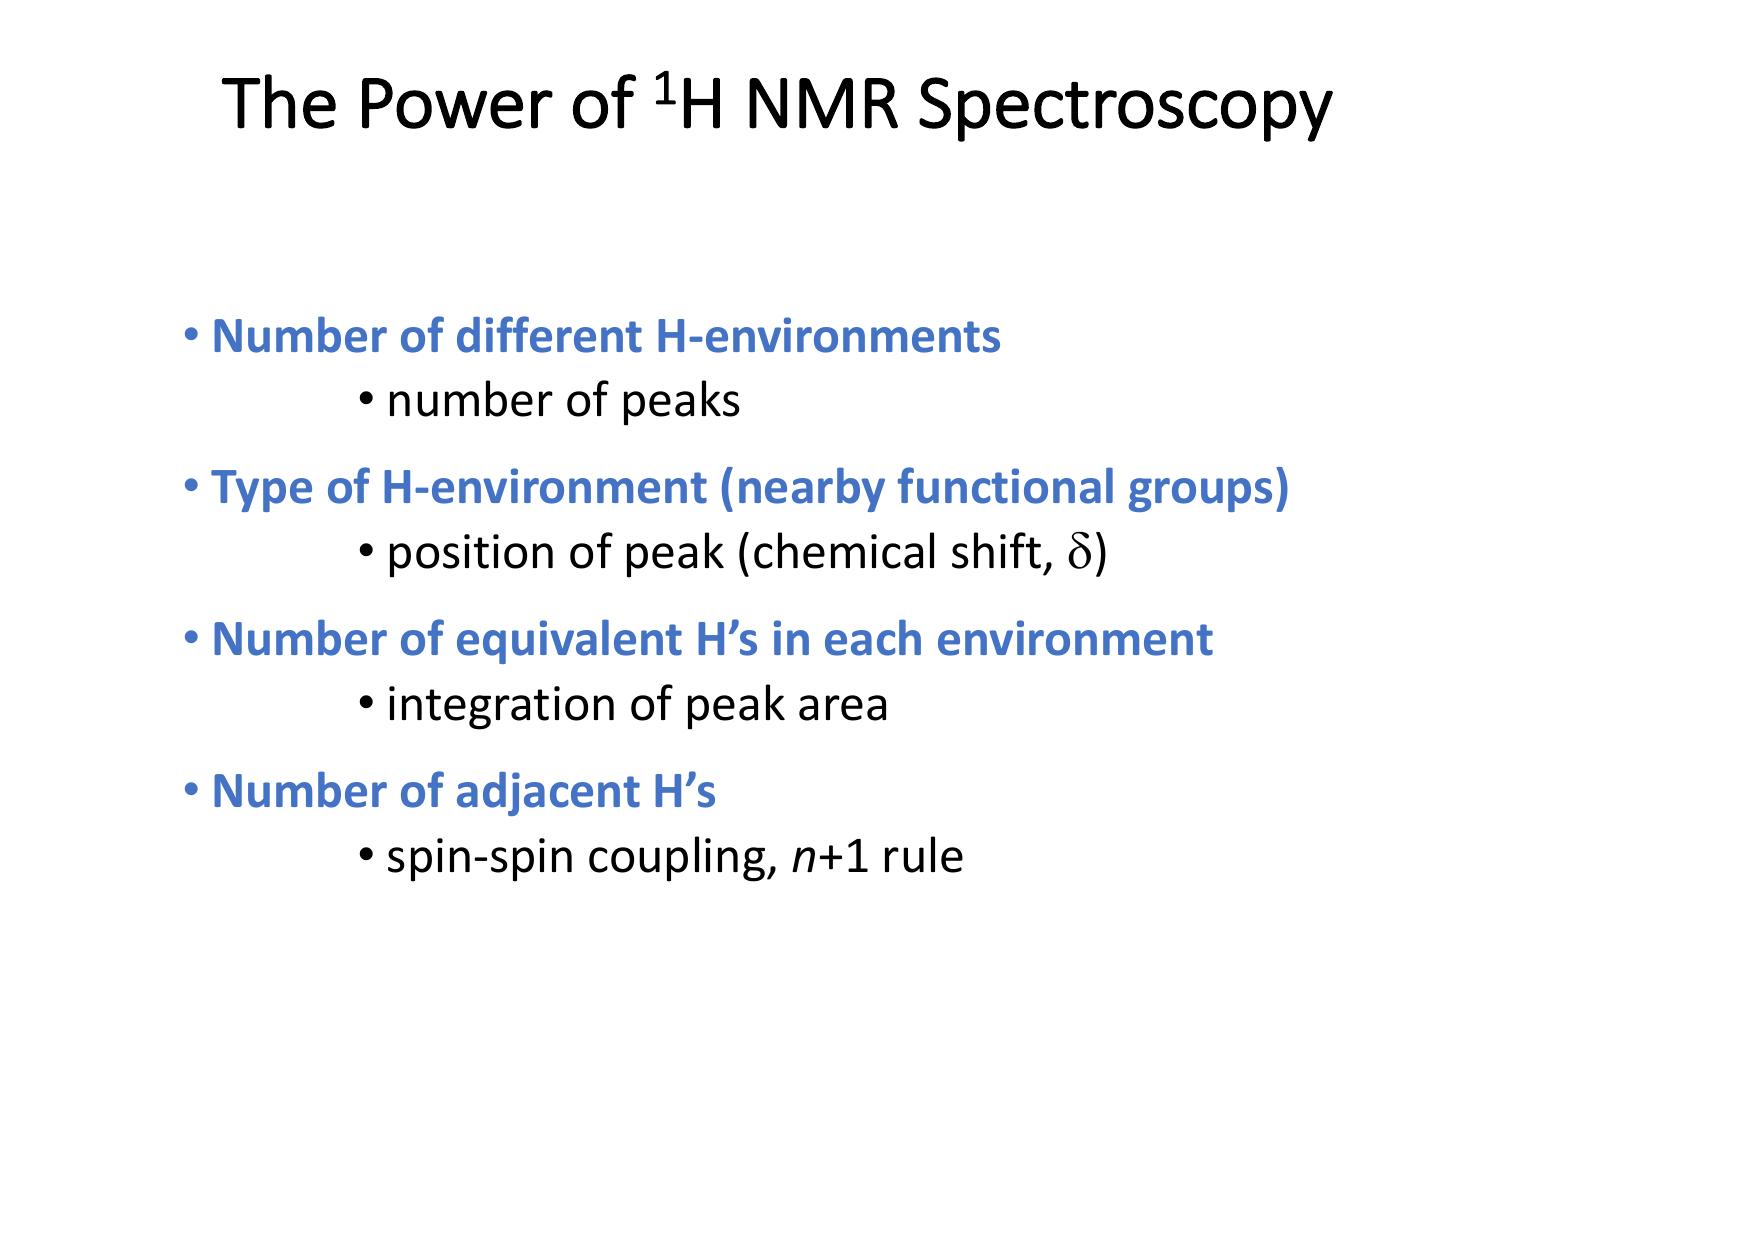 The Power of ¹H NMR Spectroscopy
• Number of different H-environments
• number of peaks
• Type of H-environment (nearby functional groups)
• position of peak (chemical shift, δ)
• Number of equivalent H’s in each environment
• integration of peak area
• Number of adjacent H’s
• spin-spin coupling, n+1 rule